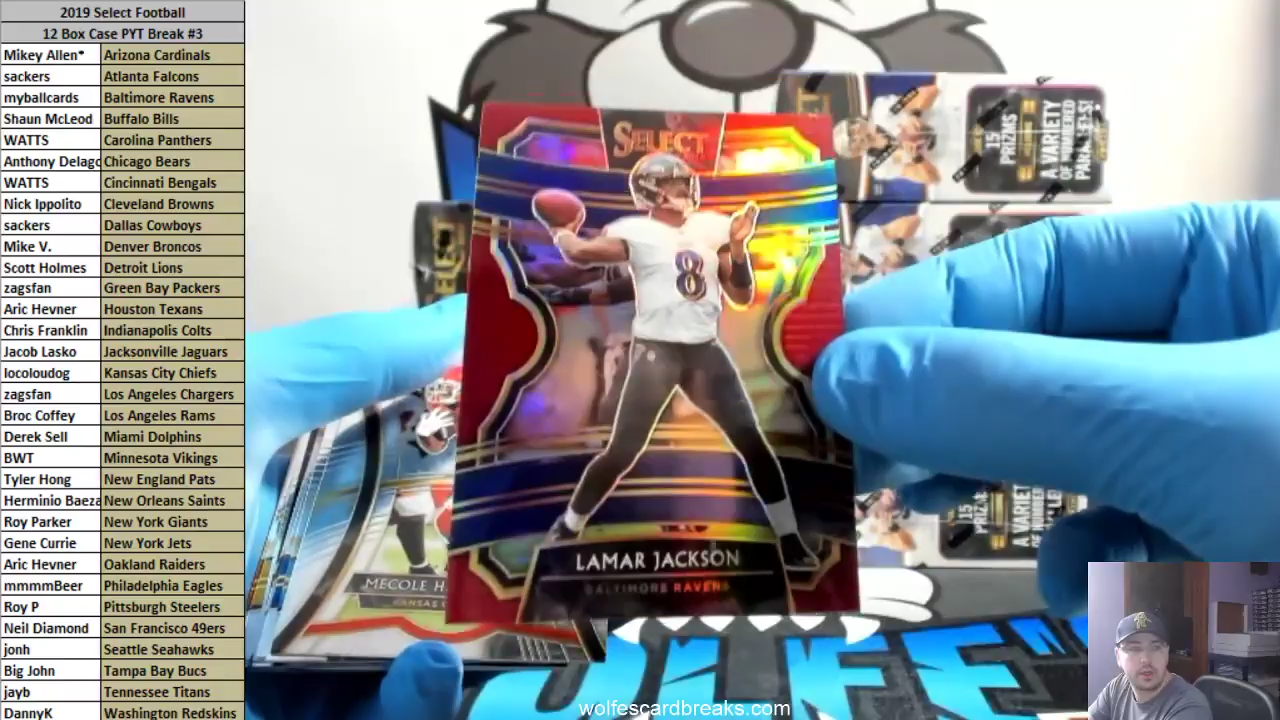 2019 Select Football
12 Box Case PYT Break #3
Mikey Allen* Arizona Cardinals
sackers Atlanta Falcons
myballcards Baltimore Ravens
Shaun McLeod Buffalo Bills
WATTS Carolina Panthers
Anthony Delago Chicago Bears
WATTS Cincinnati Bengals
Nick Ippolito Cleveland Browns
sackers Dallas Cowboys
Mike V. Denver Broncos
Scott Holmes Detroit Lions
zagsfan Green Bay Packers
Aric Hevner Houston Texans
Chris Franklin Indianapolis Colts
Jacob Lasko Jacksonville Jaguars
locoloudog Kansas City Chiefs
zagsfan Los Angeles Chargers
Broc Coffey Los Angeles Rams
Derek Sell Miami Dolphins
BWT Minnesota Vikings
Tyler Hong New England Pats
Herminio Baeza New Orleans Saints
Roy Parker New York Giants
Gene Currie New York Jets
Aric Hevner Oakland Raiders
mmmmBeer Philadelphia Eagles
Roy P Pittsburgh Steelers
Neil Diamond San Francisco 49ers
jonh Seattle Seahawks
Big John Tampa Bay Bucs
jayb Tennessee Titans
DannyK Washington Redskins
SELECT
8
LAMAR JACKSON
BALTIMORE RAVENS
MECOLE H
KANSAS C
15
PRIZMS
A VARIETY
OF NUMBERED
PARALLELS!
SELECT
15
PRIZM
wolfescardbreaks.com